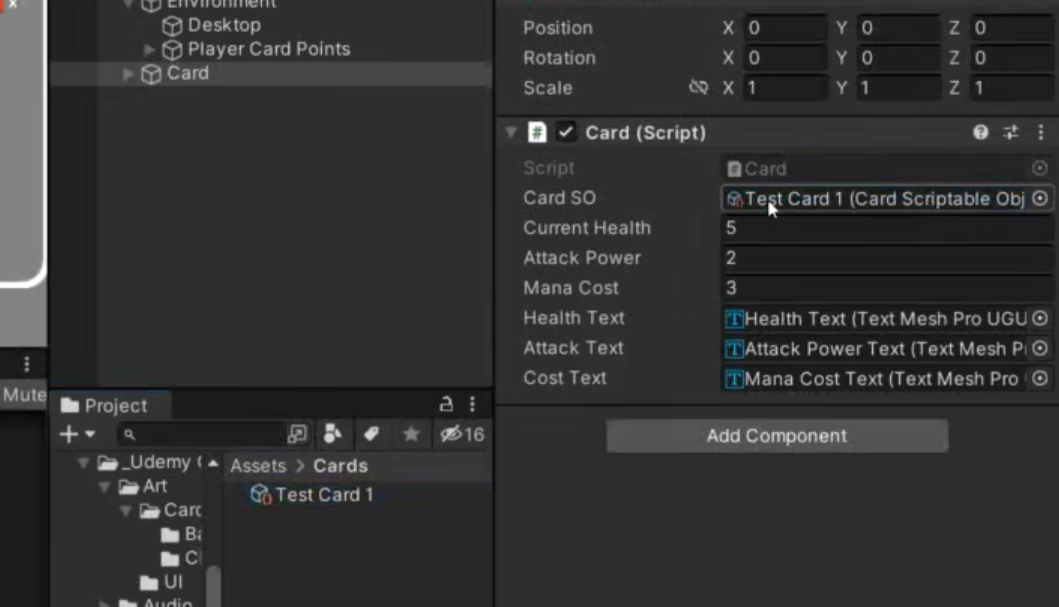 Environment
Desktop
Player Card Points
Card
Position X 0 Y 0 Z 0
Rotation X 0 Y 0 Z 0
Scale X 1 Y 1 Z 1
Card (Script)
Script Card
Card SO Test Card 1 (Card Scriptable Obj
Current Health 5
Attack Power 2
Mana Cost 3
Health Text Health Text (Text Mesh Pro UGU
Attack Text Attack Power Text (Text Mesh P
Cost Text Mana Cost Text (Text Mesh Pro
Add Component
Mute
Project
16
_Udemy
Art
Card
UI
Audio
Assets > Cards
Test Card 1